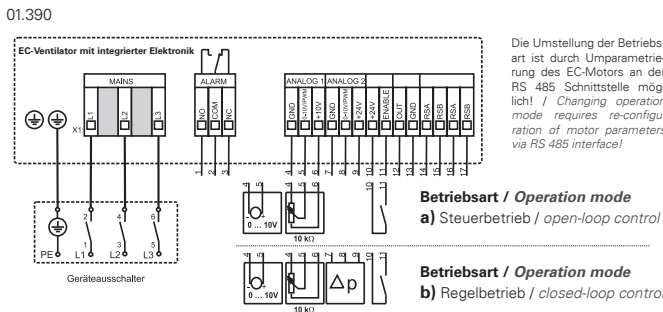 01.390
EC-Ventilator mit integrierter Elektronik
MAINS
ALARM
ANALOG 1
ANALOG 2
X1:
L1
L2
L3
NO
COM
NC
GND
0-10V/PWM
+10V
GND
0-10V/PWM
+24V
+24V
ENABLE
OUT
GND
RSA
RSB
RSA
RSB
1 2 3
4 5 6 7 8 9 10 11 12 13 14 15 16 17
Die Umstellung der Betriebs-
art ist durch Umparametrie-
rung des EC-Motors an der
RS 485 Schnittstelle mög-
lich! / Changing operation
mode requires re-configu-
ration of motor parameters
via RS 485 interface!
2 4 6
1 3 5
PE L1 L2 L3
Geräteausschalter
4 5 4 5 6 10 11
- +
0 ... 10V
10 kΩ
Betriebsart / Operation mode
a) Steuerbetrieb / open-loop control
4 5 4 5 6 7 8 9 10 11
- +
0 ... 10V
10 kΩ
Δp
Betriebsart / Operation mode
b) Regelbetrieb / closed-loop control